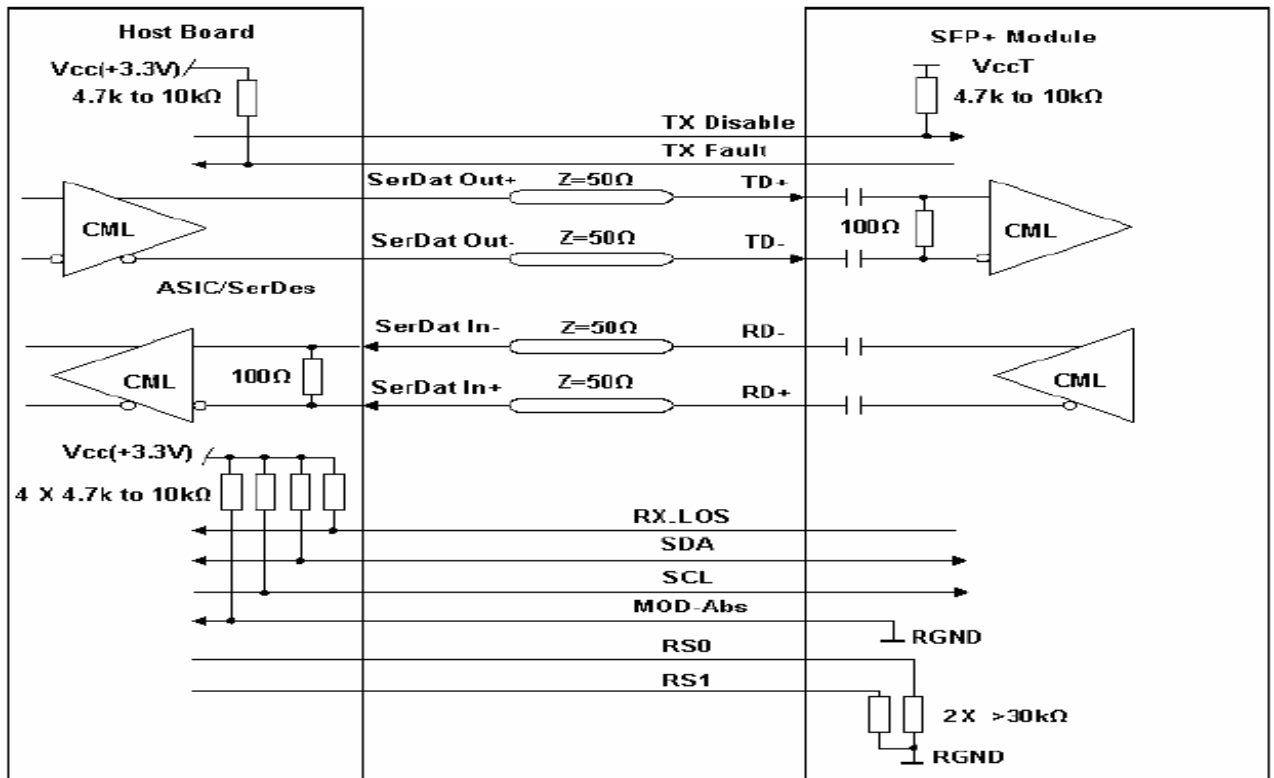 Host Board
SFP+ Module
Vcc(+3.3V)
4.7k to 10kΩ
VccT
4.7k to 10kΩ
TX Disable
TX Fault
SerDat Out+
Z=50Ω
TD+
CML
100Ω
CML
SerDat Out-
Z=50Ω
TD-
ASIC/SerDes
SerDat In-
Z=50Ω
RD-
CML
100Ω
SerDat In+
Z=50Ω
RD+
CML
Vcc(+3.3V)
4 X 4.7k to 10kΩ
RX_LOS
SDA
SCL
MOD-Abs
RGND
RS0
RS1
2X >30kΩ
RGND